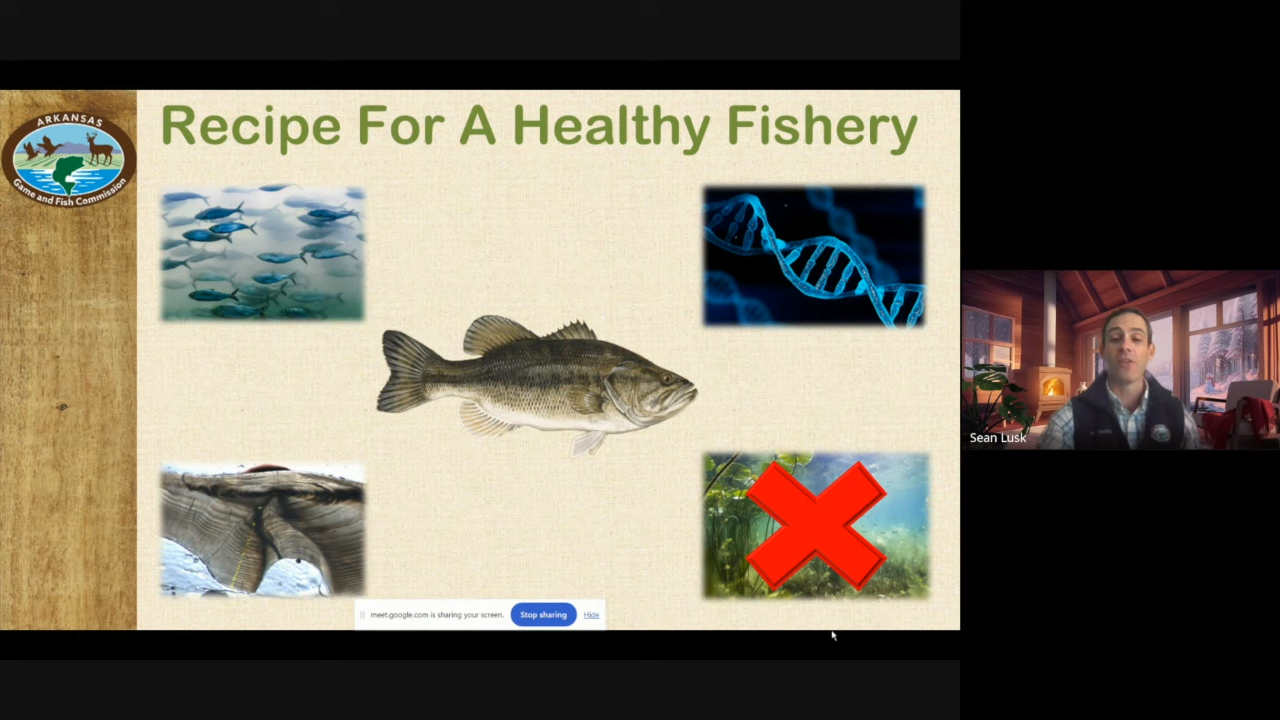 Recipe For A Healthy Fishery
ARKANSAS
Game and Fish Commission
Sean Lusk
meet.google.com is sharing your screen.
Stop sharing
Hide